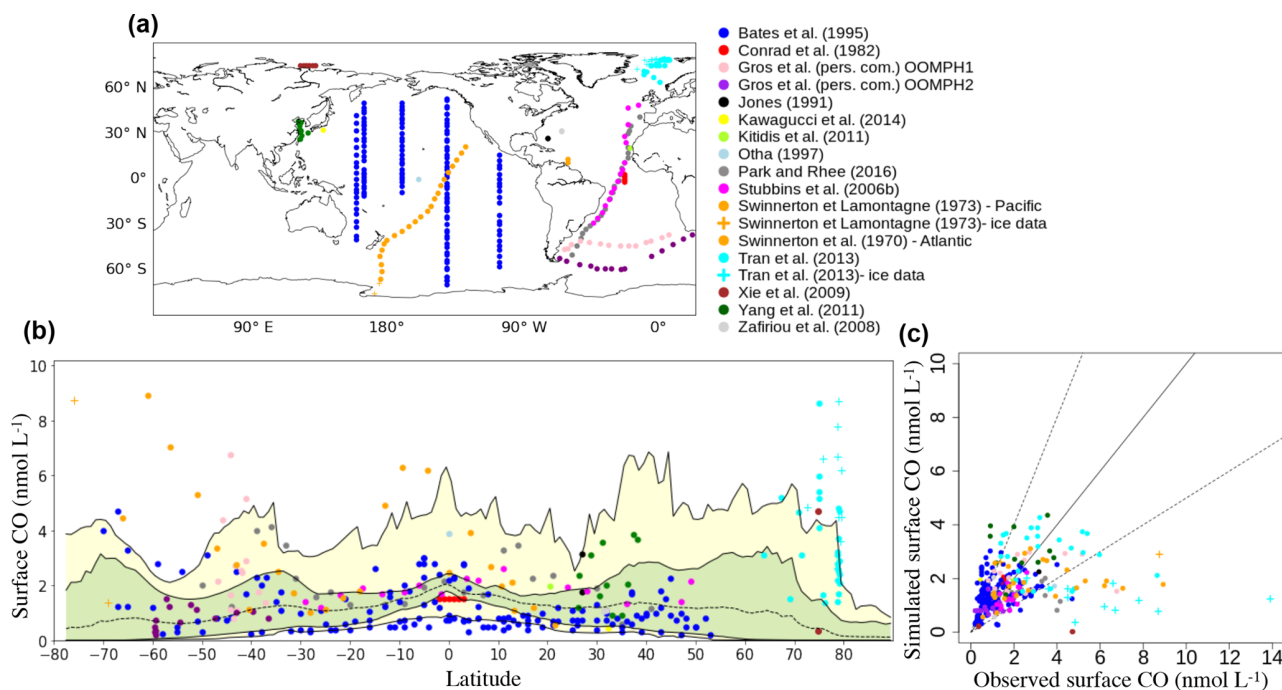 (a)
60° N
30° N
0°
30° S
60° S
90° E
180°
90° W
0°
Bates et al. (1995)
Conrad et al. (1982)
Gros et al. (pers. com.) OOMPH1
Gros et al. (pers. com.) OOMPH2
Jones (1991)
Kawagucci et al. (2014)
Kitidis et al. (2011)
Otha (1997)
Park and Rhee (2016)
Stubbins et al. (2006b)
Swinnerton et Lamontagne (1973) - Pacific
Swinnerton et Lamontagne (1973)- ice data
Swinnerton et al. (1970) - Atlantic
Tran et al. (2013)
Tran et al. (2013)- ice data
Xie et al. (2009)
Yang et al. (2011)
Zafiriou et al. (2008)
(b)
Surface CO (nmol L-1)
10
8
6
4
2
0
−80 −70 −60 −50 −40 −30 −20 −10 0 10 20 30 40 50 60 70 80
Latitude
(c)
Simulated surface CO (nmol L-1)
10
8
6
4
2
0
0 2 4 6 8 10 12 14
Observed surface CO (nmol L-1)